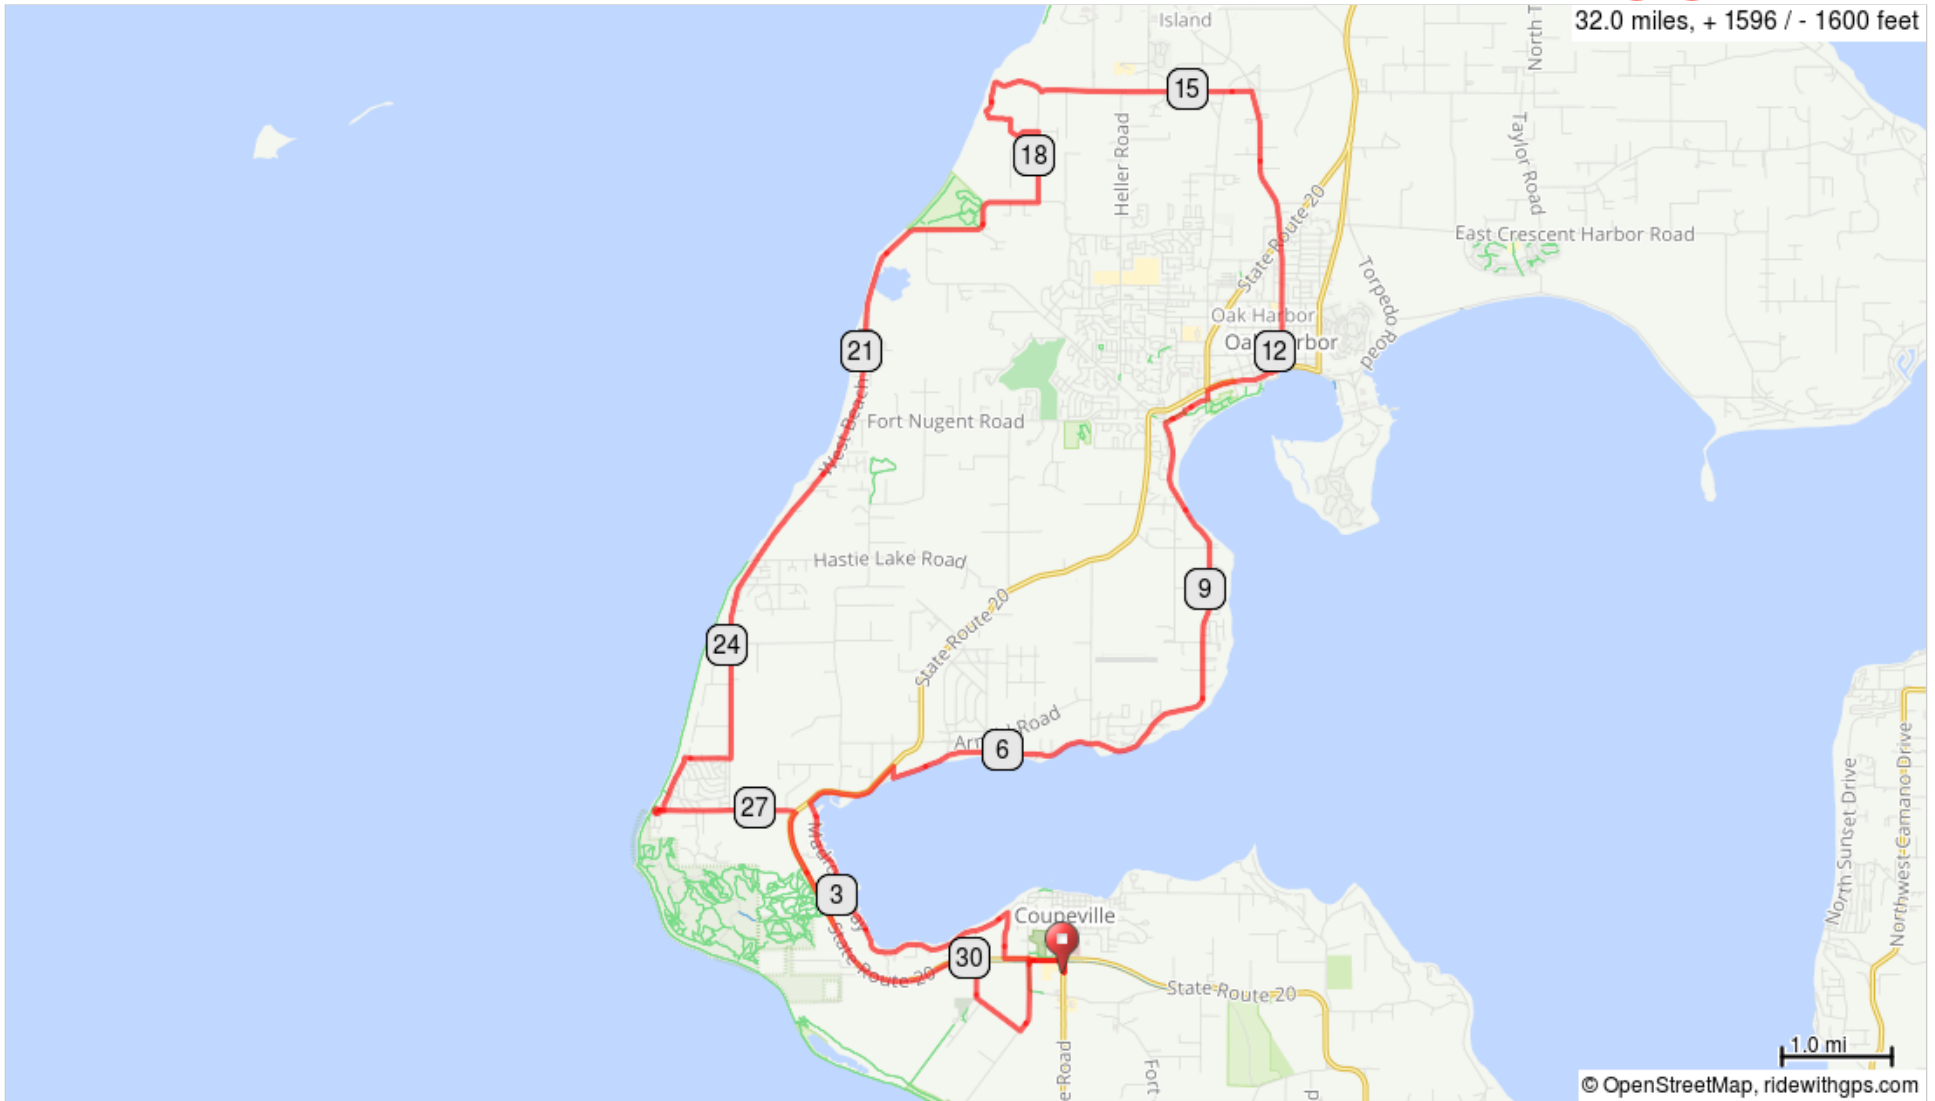 Island
32.0 miles, + 1596 / - 1600 feet
North T
15
Heller Road
Taylor Road
18
State Route 20
East Crescent Harbor Road
Torpedo Road
Oak Harbor
21
12
West Beach
Fort Nugent Road
Hastie Lake Road
9
State Route 20
24
6
27
North Sunset Drive
Northwest Camano Drive
3
Coupeville
30
State Route 20
State Route 20
1.0 mi
e Road
Fort
p
© OpenStreetMap, ridewithgps.com